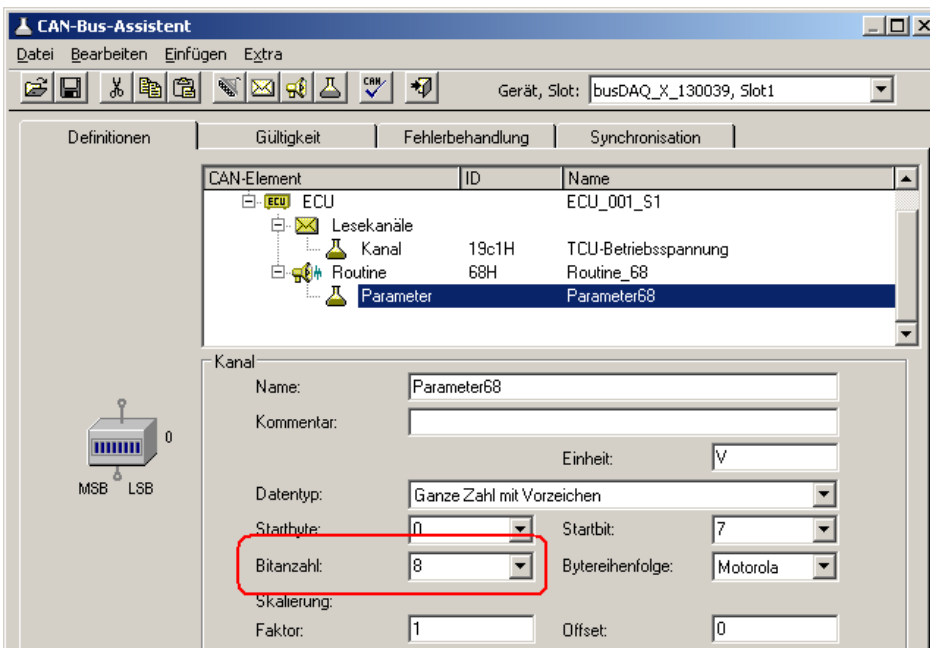 CAN-Bus-Assistent
Datei Bearbeiten Einfügen Extra
CAN Gerät, Slot: busDAQ_X_130039, Slot1
Definitionen Gültigkeit Fehlerbehandlung Synchronisation
CAN-Element ID Name
ECU ECU ECU_001_S1
Lesekanäle
Kanal 19c1H TCU-Betriebsspannung
Routine 68H Routine_68
Parameter Parameter68
Kanal
Name: Parameter68
Kommentar:
Einheit: V
0
MSB LSB
Datentyp: Ganze Zahl mit Vorzeichen
Startbyte: 0 Startbit: 7
Bitanzahl: 8 Bytereihenfolge: Motorola
Skalierung:
Faktor: 1 Offset: 0